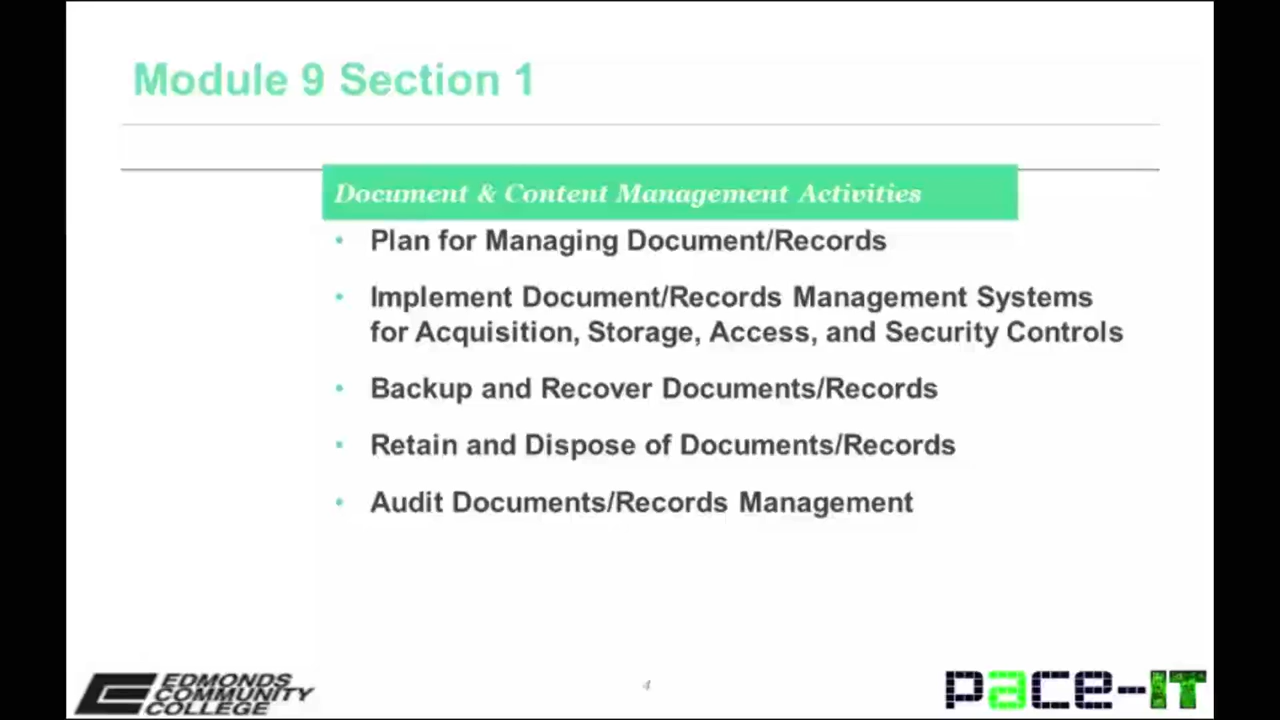 Module 9 Section 1
Document & Content Management Activities
• Plan for Managing Document/Records
• Implement Document/Records Management Systems
for Acquisition, Storage, Access, and Security Controls
• Backup and Recover Documents/Records
• Retain and Dispose of Documents/Records
• Audit Documents/Records Management
EDMONDS
COMMUNITY
COLLEGE
4
pace-IT